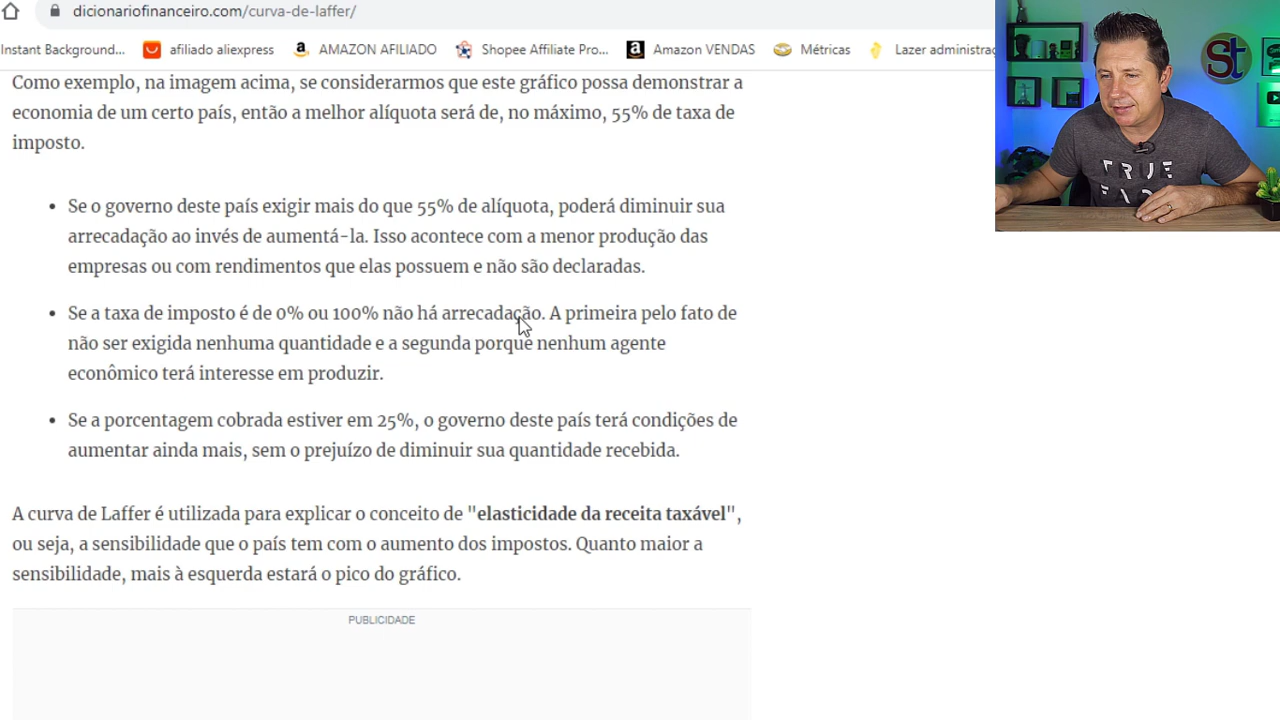 dicionariofinanceiro.com/curva-de-laffer/
Instant Background... afiliado aliexpress AMAZON AFILIADO Shopee Affiliate Pro... Amazon VENDAS Métricas Lazer administraç
Como exemplo, na imagem acima, se considerarmos que este gráfico possa demonstrar a
economia de um certo país, então a melhor alíquota será de, no máximo, 55% de taxa de
imposto.
• Se o governo deste país exigir mais do que 55% de alíquota, poderá diminuir sua
arrecadação ao invés de aumentá-la. Isso acontece com a menor produção das
empresas ou com rendimentos que elas possuem e não são declaradas.
• Se a taxa de imposto é de 0% ou 100% não há arrecadação. A primeira pelo fato de
não ser exigida nenhuma quantidade e a segunda porque nenhum agente
econômico terá interesse em produzir.
• Se a porcentagem cobrada estiver em 25%, o governo deste país terá condições de
aumentar ainda mais, sem o prejuízo de diminuir sua quantidade recebida.
A curva de Laffer é utilizada para explicar o conceito de "elasticidade da receita taxável",
ou seja, a sensibilidade que o país tem com o aumento dos impostos. Quanto maior a
sensibilidade, mais à esquerda estará o pico do gráfico.
PUBLICIDADE
St
TRUE